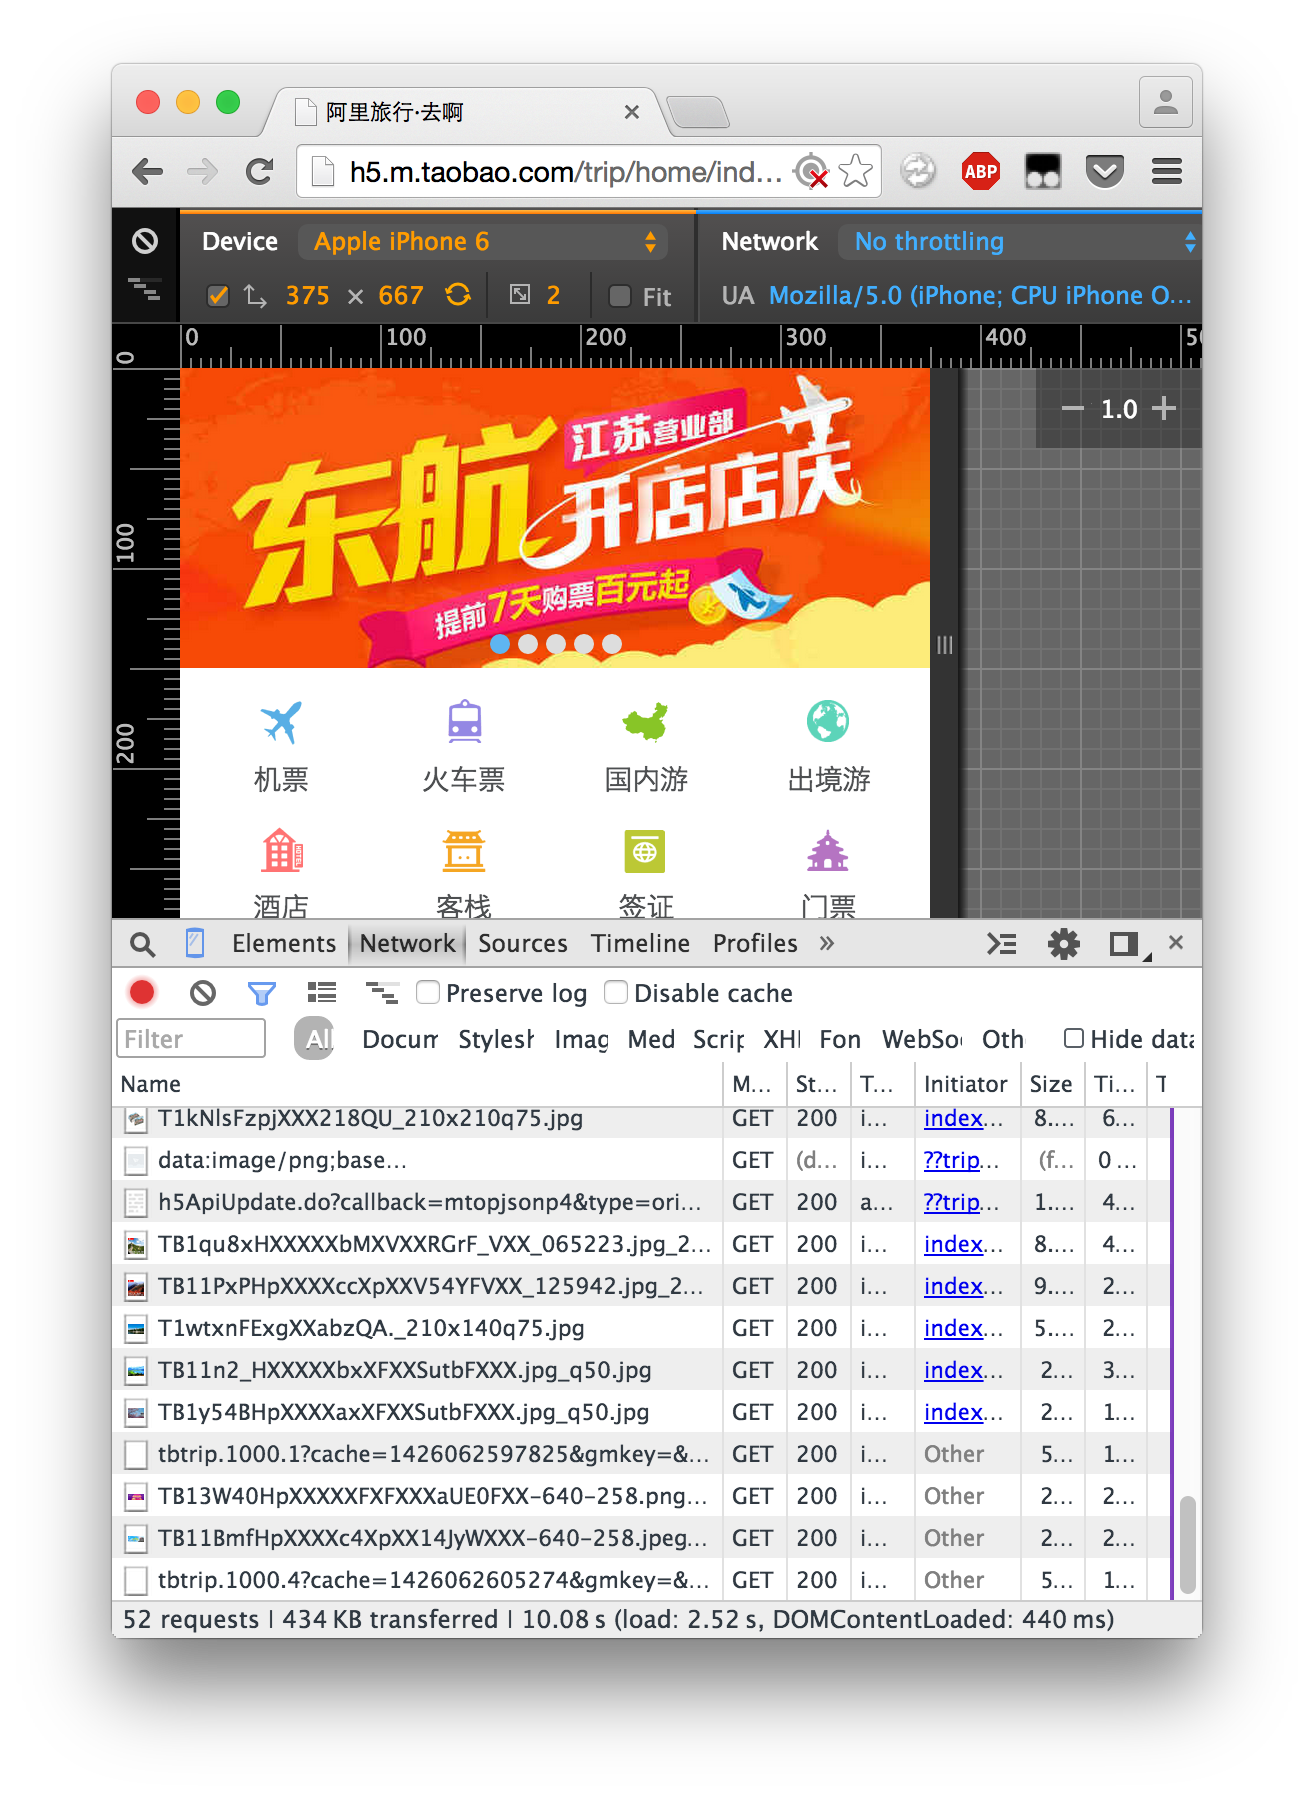 阿里旅行·去啊
h5.m.taobao.com/trip/home/ind...
ABP
Device Apple iPhone 6 Network No throttling
375 × 667 2 Fit UA Mozilla/5.0 (iPhone; CPU iPhone O...
0 100 200 300 400
0
100
200
1.0
江苏营业部
东航 开店店庆
提前7天购票百元起
机票 火车票 国内游 出境游
HOTEL
酒店 客栈 签证 门票
Elements Network Sources Timeline Profiles »
Preserve log Disable cache
Filter All Docum Stylesh Imag Med Scrip XHI Fon WebSo Oth Hide data
Name M... St... T... Initiator Size Ti... T
T1kNlsFzpjXXX218QU_210x210q75.jpg GET 200 i... index... 8.... 6...
data:image/png;base... GET (d... i... ??trip... (f... 0 ...
h5ApiUpdate.do?callback=mtopjsonp4&type=ori... GET 200 a... ??trip... 1.... 4...
TB1qu8xHXXXXXbMXVXXRGrF_VXX_065223.jpg_2... GET 200 i... index... 8.... 4...
TB11PxPHpXXXXccXpXXV54YFVXX_125942.jpg_2... GET 200 i... index... 9.... 2...
T1wtxnFExgXXabzQA._210x140q75.jpg GET 200 i... index... 5.... 2...
TB11n2_HXXXXXbxXFXXSutbFXXX.jpg_q50.jpg GET 200 i... index... 2... 3...
TB1y54BHpXXXXaxXFXXSutbFXXX.jpg_q50.jpg GET 200 i... index... 2... 1...
tbtrip.1000.1?cache=1426062597825&gmkey=&... GET 200 i... Other 5... 1...
TB13W40HpXXXXXFXFXXXaUE0FXX-640-258.png... GET 200 i... Other 2... 2...
TB11BmfHpXXXXc4XpXX14JyWXXX-640-258.jpeg... GET 200 i... Other 2... 2...
tbtrip.1000.4?cache=1426062605274&gmkey=&... GET 200 i... Other 5... 1...
52 requests | 434 KB transferred | 10.08 s (load: 2.52 s, DOMContentLoaded: 440 ms)